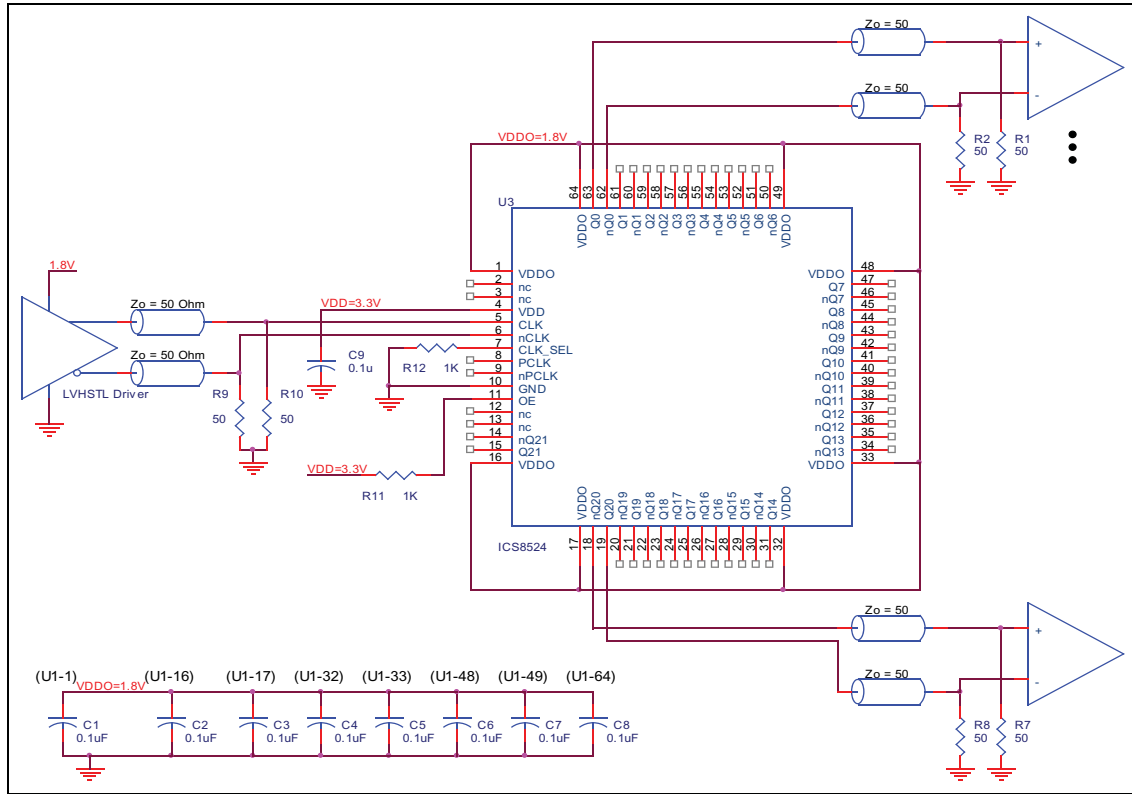 Zo = 50
+
Zo = 50
-
R2
50
R1
50
VDDO=1.8V
64
63
62
61
60
59
58
57
56
55
54
53
52
51
50
49
U3
VDDO
Q0
nQ0
Q1
nQ1
Q2
nQ2
Q3
nQ3
Q4
nQ4
Q5
nQ5
Q6
nQ6
VDDO
1.8V
Zo = 50 Ohm
Zo = 50 Ohm
LVHSTL Driver
R9
50
R10
50
VDD=3.3V
C9
0.1u
R12
1K
VDD=3.3V
R11
1K
1 VDDO
2 nc
3 nc
4 VDD
5 CLK
6 nCLK
7 CLK_SEL
8 PCLK
9 nPCLK
10 GND
11 OE
12 nc
13 nc
14 nQ21
15 Q21
16 VDDO
VDDO 48
Q7 47
nQ7 46
Q8 45
nQ8 44
Q9 43
nQ9 42
Q10 41
nQ10 40
Q11 39
nQ11 38
Q12 37
nQ12 36
Q13 35
nQ13 34
VDDO 33
VDDO
nQ20
Q20
nQ19
Q19
nQ18
Q18
nQ17
Q17
nQ16
Q16
nQ15
Q15
nQ14
Q14
VDDO
ICS8524
17
18
19
20
21
22
23
24
25
26
27
28
29
30
31
32
Zo = 50
+
Zo = 50
-
R8
50
R7
50
(U1-1) (U1-16) (U1-17) (U1-32) (U1-33) (U1-48) (U1-49) (U1-64)
VDDO=1.8V
C1
0.1uF
C2
0.1uF
C3
0.1uF
C4
0.1uF
C5
0.1uF
C6
0.1uF
C7
0.1uF
C8
0.1uF